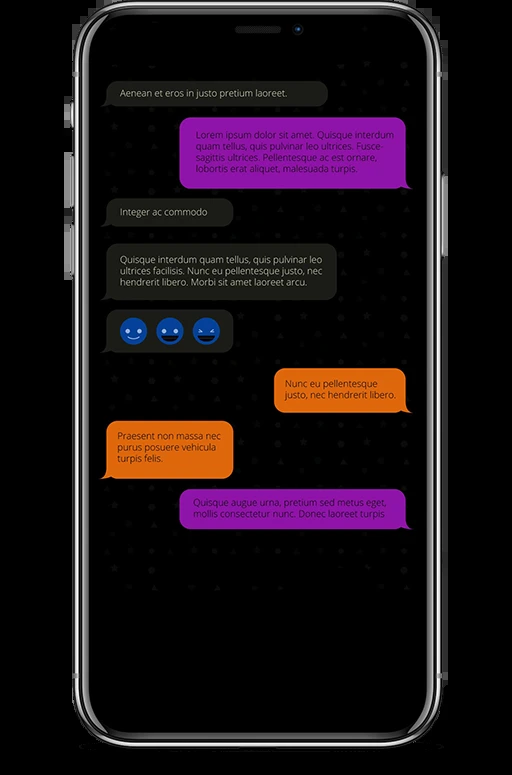 Aenean et eros in justo pretium laoreet.
Lorem ipsum dolor sit amet. Quisque interdum
quam tellus, quis pulvinar leo ultrices. Fusce-
sagittis ultrices. Pellentesque ac est ornare,
lobortis erat aliquet, malesuada turpis.
Integer ac commodo
Quisque interdum quam tellus, quis pulvinar leo
ultrices facilisis. Nunc eu pellentesque justo, nec
hendrerit libero. Morbi sit amet laoreet arcu.
Nunc eu pellentesque
justo, nec hendrerit libero.
Praesent non massa nec
purus posuere vehicula
turpis felis.
Quisque augue urna, pretium sed metus eget,
mollis consectetur nunc. Donec laoreet turpis